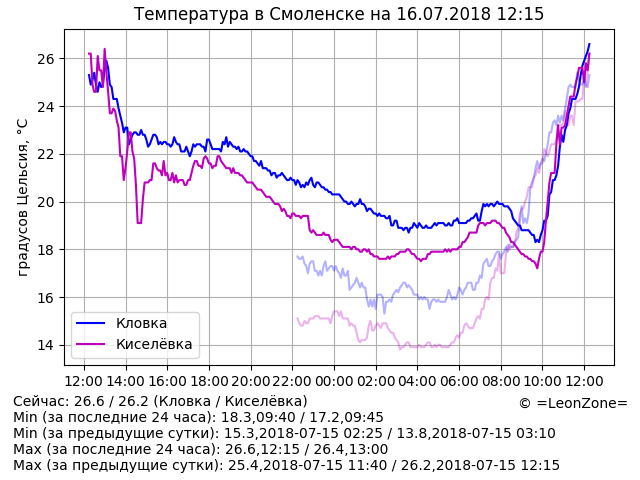 Температура в Смоленске на 16.07.2018 12:15
градусов Цельсия, °C
26
24
22
20
18
16
14
Кловка
Киселёвка
12:00 14:00 16:00 18:00 20:00 22:00 00:00 02:00 04:00 06:00 08:00 10:00 12:00
Сейчас: 26.6 / 26.2 (Кловка / Киселёвка)
© =LeonZone=
Min (за последние 24 часа): 18.3,09:40 / 17.2,09:45
Min (за предыдущие сутки): 15.3,2018-07-15 02:25 / 13.8,2018-07-15 03:10
Max (за последние 24 часа): 26.6,12:15 / 26.4,13:00
Max (за предыдущие сутки): 25.4,2018-07-15 11:40 / 26.2,2018-07-15 12:15